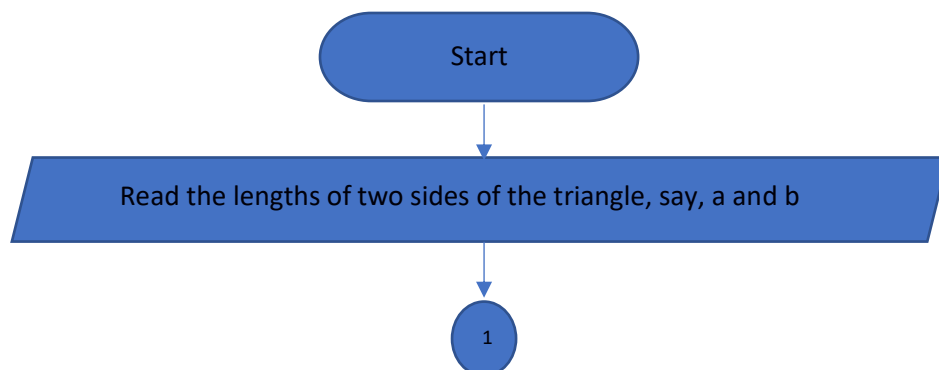 Start
Read the lengths of two sides of the triangle, say, a and b
1